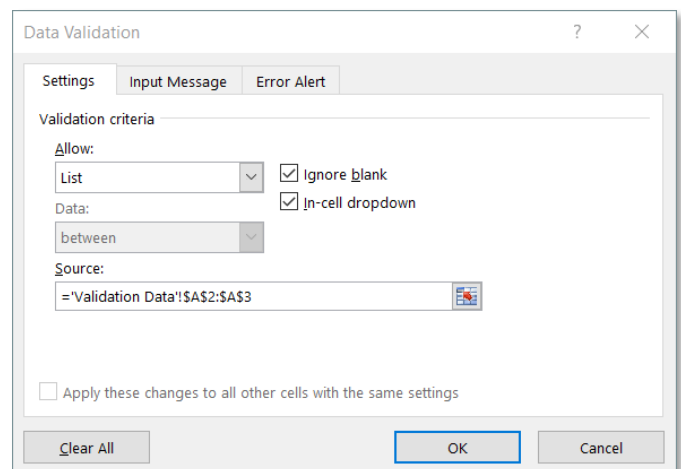 Data Validation ?
Settings Input Message Error Alert
Validation criteria
Allow:
List Ignore blank
Data: In-cell dropdown
between
Source:
='Validation Data'!$A$2:$A$3
Apply these changes to all other cells with the same settings
Clear All OK Cancel